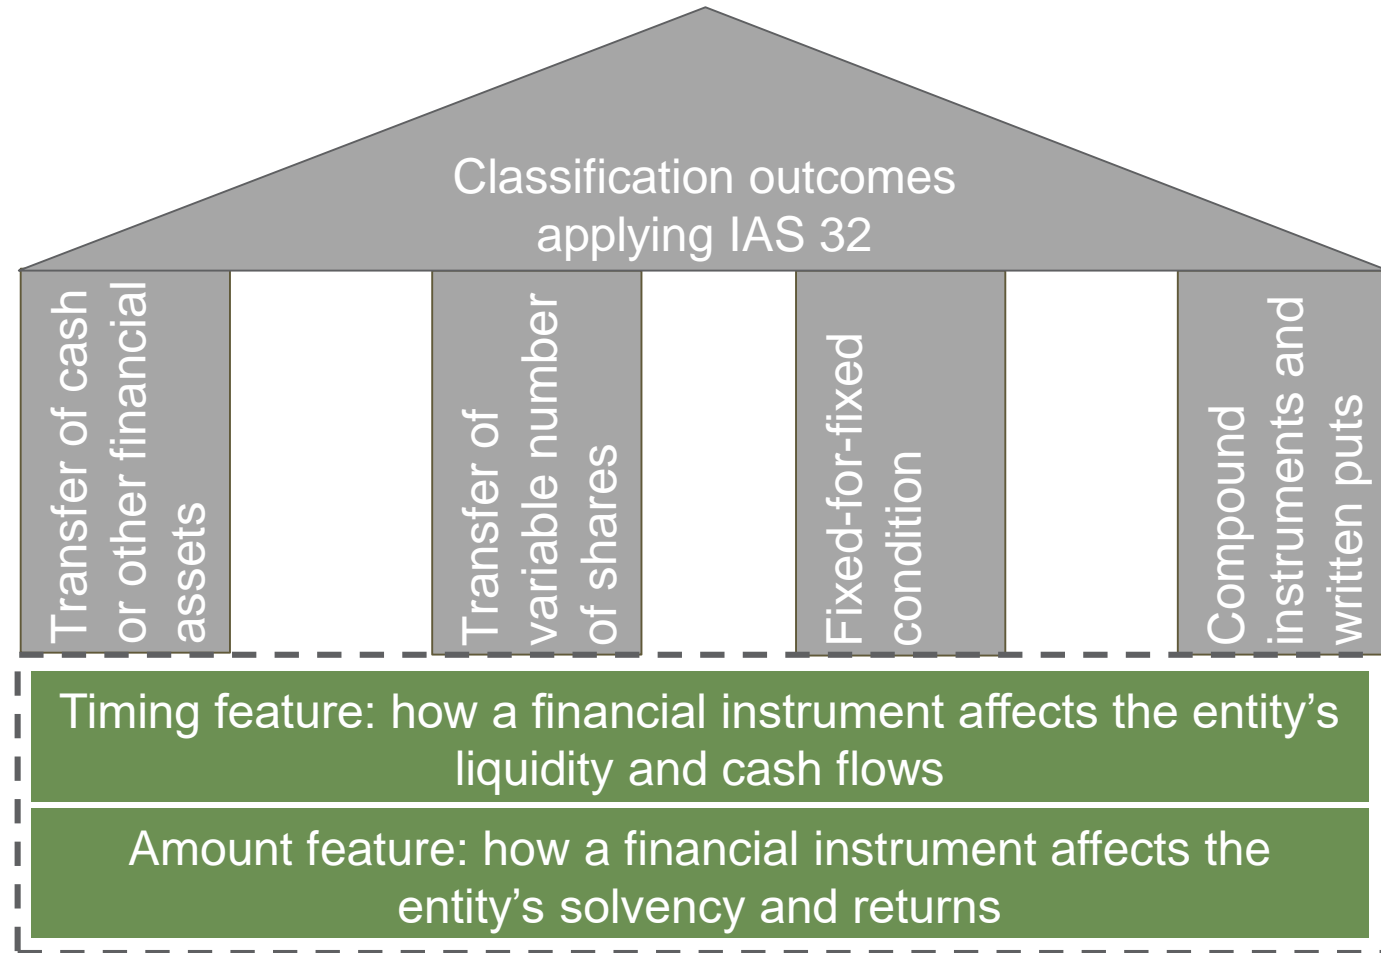 Classification outcomes
applying IAS 32
Transfer of cash
or other financial
assets
Transfer of
variable number
of shares
Fixed-for-fixed
condition
Compound
instruments and
written puts
Timing feature: how a financial instrument affects the entity’s
liquidity and cash flows
Amount feature: how a financial instrument affects the
entity’s solvency and returns